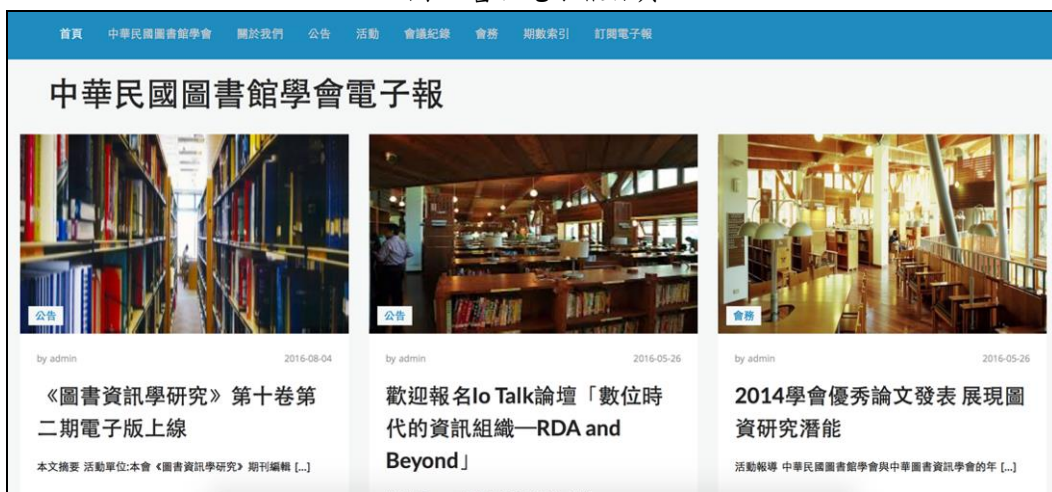 首頁 中華民國圖書館學會 關於我們 公告 活動 會議紀錄 會務 期數索引 訂閱電子報
中華民國圖書館學會電子報
公告
by admin 2016-08-04
《圖書資訊學研究》第十卷第
二期電子版上線
本文摘要 活動單位:本會《圖書資訊學研究》期刊編輯 [...]
公告
by admin 2016-05-26
歡迎報名Io Talk論壇「數位時
代的資訊組織—RDA and
Beyond」
會務
by admin 2016-05-26
2014學會優秀論文發表 展現圖
資研究潛能
活動報導 中華民國圖書館學會與中華圖書資訊學會的年 [...]